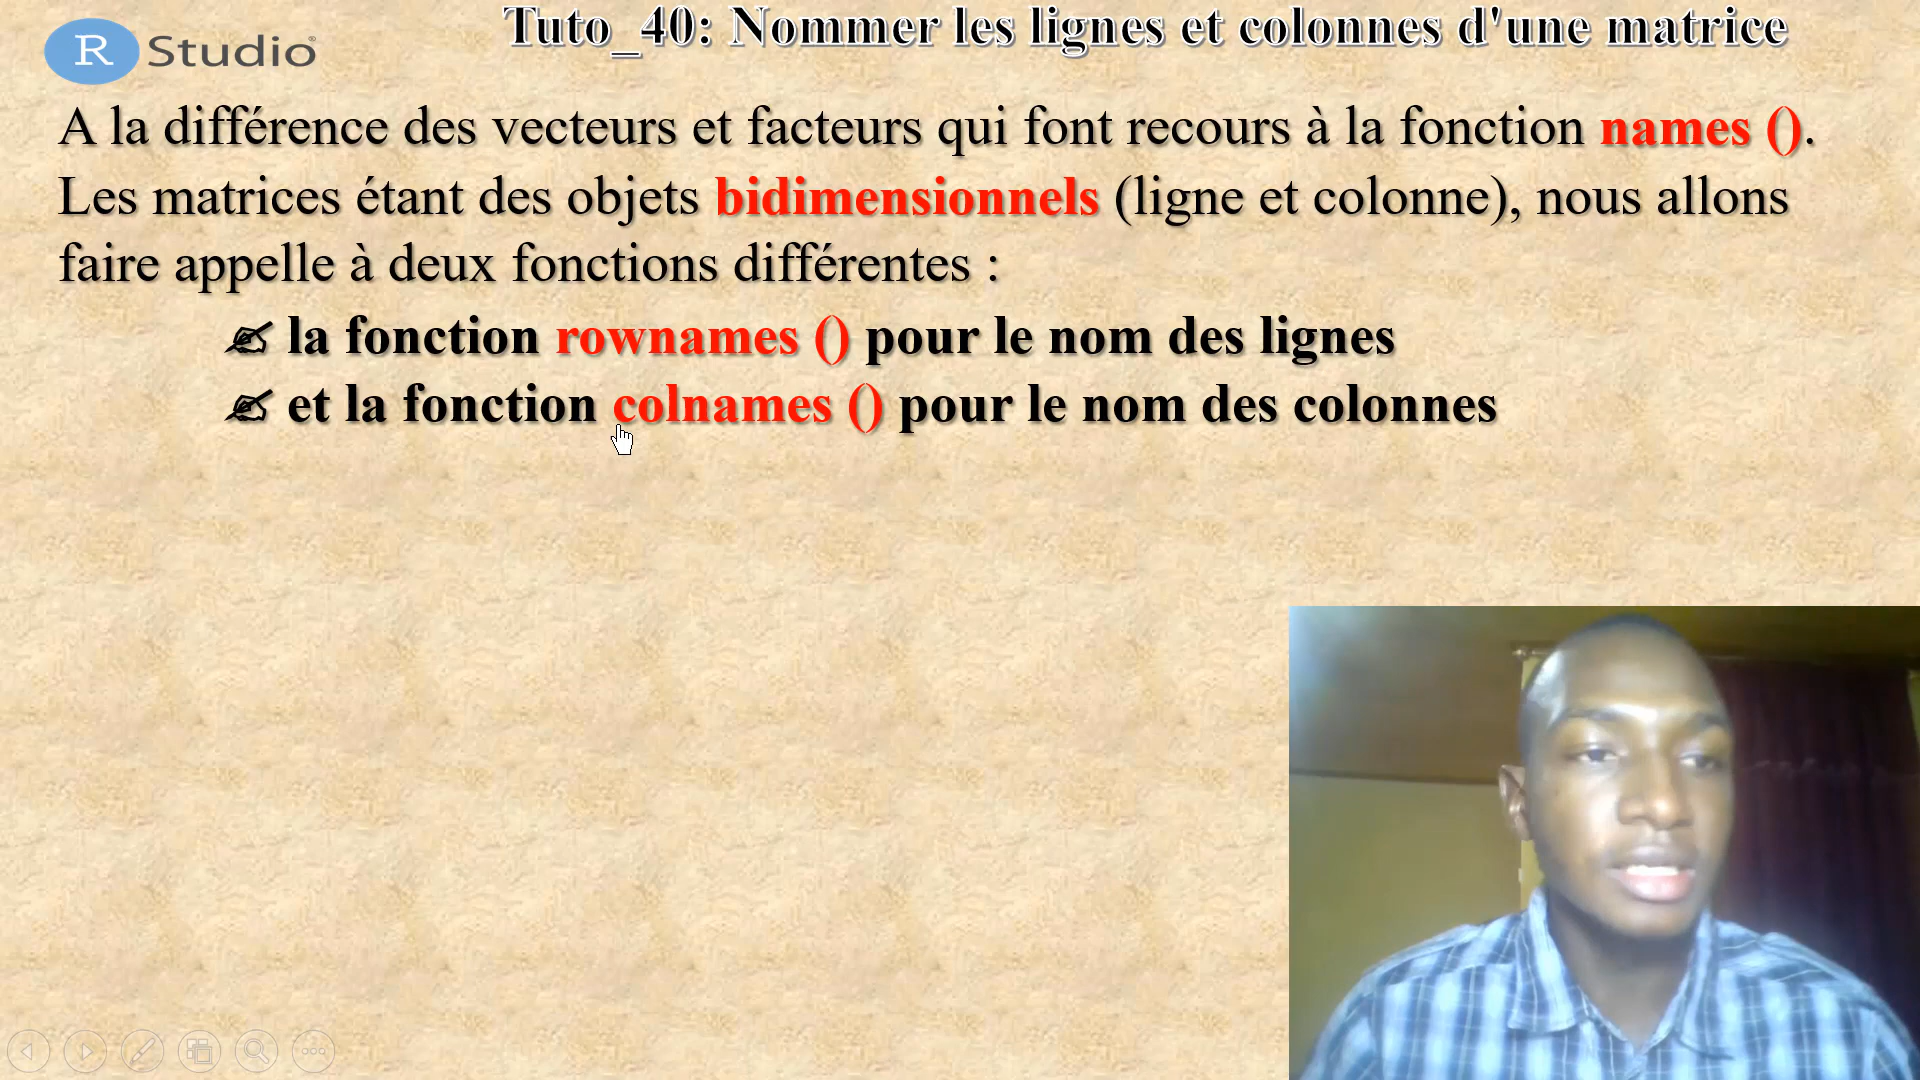 R Studio®
Tuto_40: Nommer les lignes et colonnes d'une matrice
A la différence des vecteurs et facteurs qui font recours à la fonction names ().
Les matrices étant des objets bidimensionnels (ligne et colonne), nous allons
faire appelle à deux fonctions différentes :
la fonction rownames () pour le nom des lignes
et la fonction colnames () pour le nom des colonnes